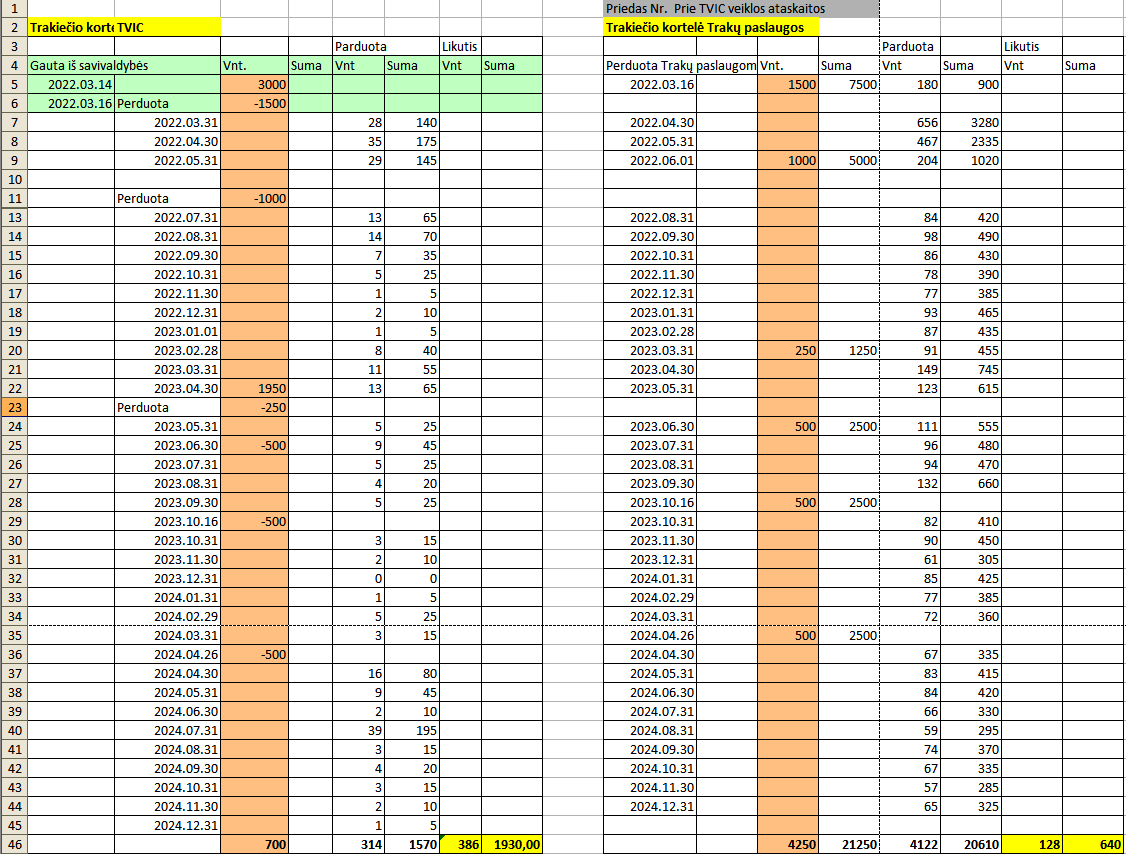 1 Priedas Nr. Prie TVIC veiklos ataskaitos
2 Trakiečio korte TVIC Trakiečio kortelė Trakų paslaugos
3 Parduota Likutis Parduota Likutis
4 Gauta iš savivaldybės Vnt. Suma Vnt Suma Vnt Suma Perduota Trakų paslaugom Vnt. Suma Vnt Suma Vnt Suma
5 2022.03.14 3000 2022.03.16 1500 7500 180 900
6 2022.03.16 Perduota -1500
7 2022.03.31 28 140 2022.04.30 656 3280
8 2022.04.30 35 175 2022.05.31 467 2335
9 2022.05.31 29 145 2022.06.01 1000 5000 204 1020
10
11 Perduota -1000
13 2022.07.31 13 65 2022.08.31 84 420
14 2022.08.31 14 70 2022.09.30 98 490
15 2022.09.30 7 35 2022.10.31 86 430
16 2022.10.31 5 25 2022.11.30 78 390
17 2022.11.30 1 5 2022.12.31 77 385
18 2022.12.31 2 10 2023.01.31 93 465
19 2023.01.01 1 5 2023.02.28 87 435
20 2023.02.28 8 40 2023.03.31 250 1250 91 455
21 2023.03.31 11 55 2023.04.30 149 745
22 2023.04.30 1950 13 65 2023.05.31 123 615
23 Perduota -250
24 2023.05.31 5 25 2023.06.30 500 2500 111 555
25 2023.06.30 -500 9 45 2023.07.31 96 480
26 2023.07.31 5 25 2023.08.31 94 470
27 2023.08.31 4 20 2023.09.30 132 660
28 2023.09.30 5 25 2023.10.16 500 2500
29 2023.10.16 -500 2023.10.31 82 410
30 2023.10.31 3 15 2023.11.30 90 450
31 2023.11.30 2 10 2023.12.31 61 305
32 2023.12.31 0 0 2024.01.31 85 425
33 2024.01.31 1 5 2024.02.29 77 385
34 2024.02.29 5 25 2024.03.31 72 360
35 2024.03.31 3 15 2024.04.26 500 2500
36 2024.04.26 -500 2024.04.30 67 335
37 2024.04.30 16 80 2024.05.31 83 415
38 2024.05.31 9 45 2024.06.30 84 420
39 2024.06.30 2 10 2024.07.31 66 330
40 2024.07.31 39 195 2024.08.31 59 295
41 2024.08.31 3 15 2024.09.30 74 370
42 2024.09.30 4 20 2024.10.31 67 335
43 2024.10.31 3 15 2024.11.30 57 285
44 2024.11.30 2 10 2024.12.31 65 325
45 2024.12.31 1 5
46 700 314 1570 386 1930,00 4250 21250 4122 20610 128 640